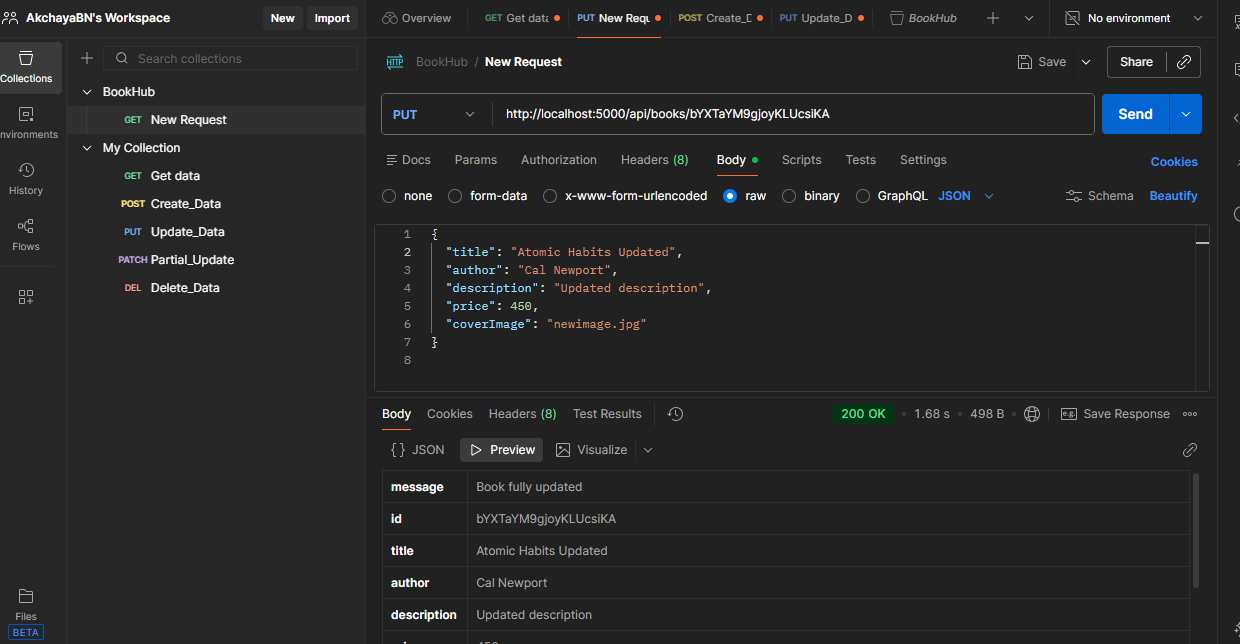 AkchayaBN's Workspace
New
Import
Overview
GET Get data
PUT New Requ
POST Create_D
PUT Update_D
BookHub
No environment
Collections
nvironments
History
Flows
Files
BETA
Search collections
BookHub
GET New Request
My Collection
GET Get data
POST Create_Data
PUT Update_Data
PATCH Partial_Update
DEL Delete_Data
HTTP BookHub / New Request
Save
Share
PUT
http://localhost:5000/api/books/bYXTaYM9gjoyKLUcsiKA
Send
Docs Params Authorization Headers (8) Body Scripts Tests Settings
Cookies
none form-data x-www-form-urlencoded raw binary GraphQL JSON
Schema
Beautify
1 {
2 "title": "Atomic Habits Updated",
3 "author": "Cal Newport",
4 "description": "Updated description",
5 "price": 450,
6 "coverImage": "newimage.jpg"
7 }
8
Body Cookies Headers (8) Test Results
200 OK • 1.68 s • 498 B
e.g. Save Response
{} JSON
Preview
Visualize
message Book fully updated
id bYXTaYM9gjoyKLUcsiKA
title Atomic Habits Updated
author Cal Newport
description Updated description